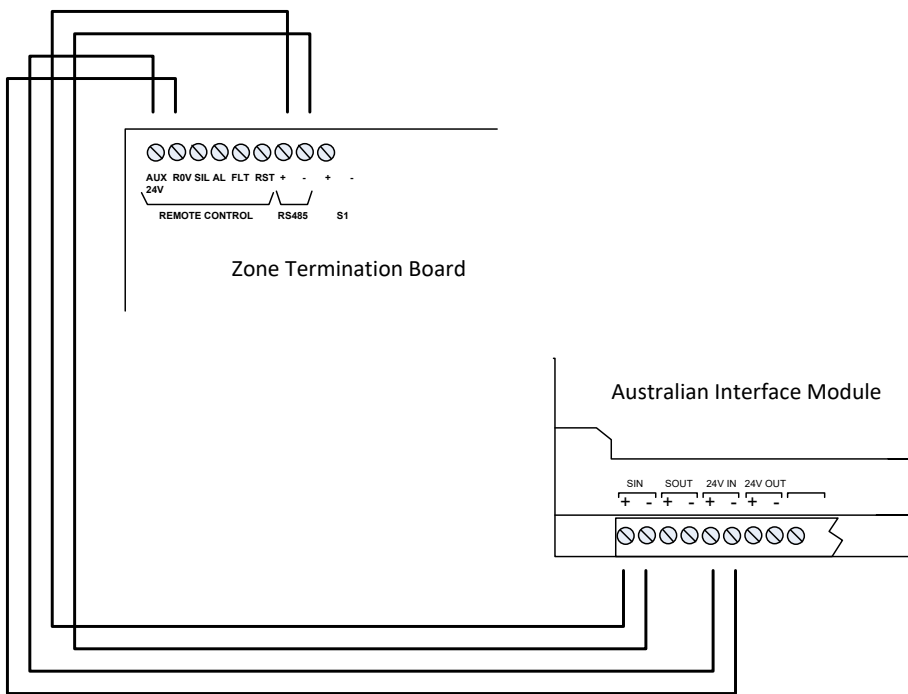 AUX R0V SIL AL FLT RST + - + -
24V
REMOTE CONTROL RS485 S1
Zone Termination Board
Australian Interface Module
SIN SOUT 24V IN 24V OUT
+ - + - + - + -